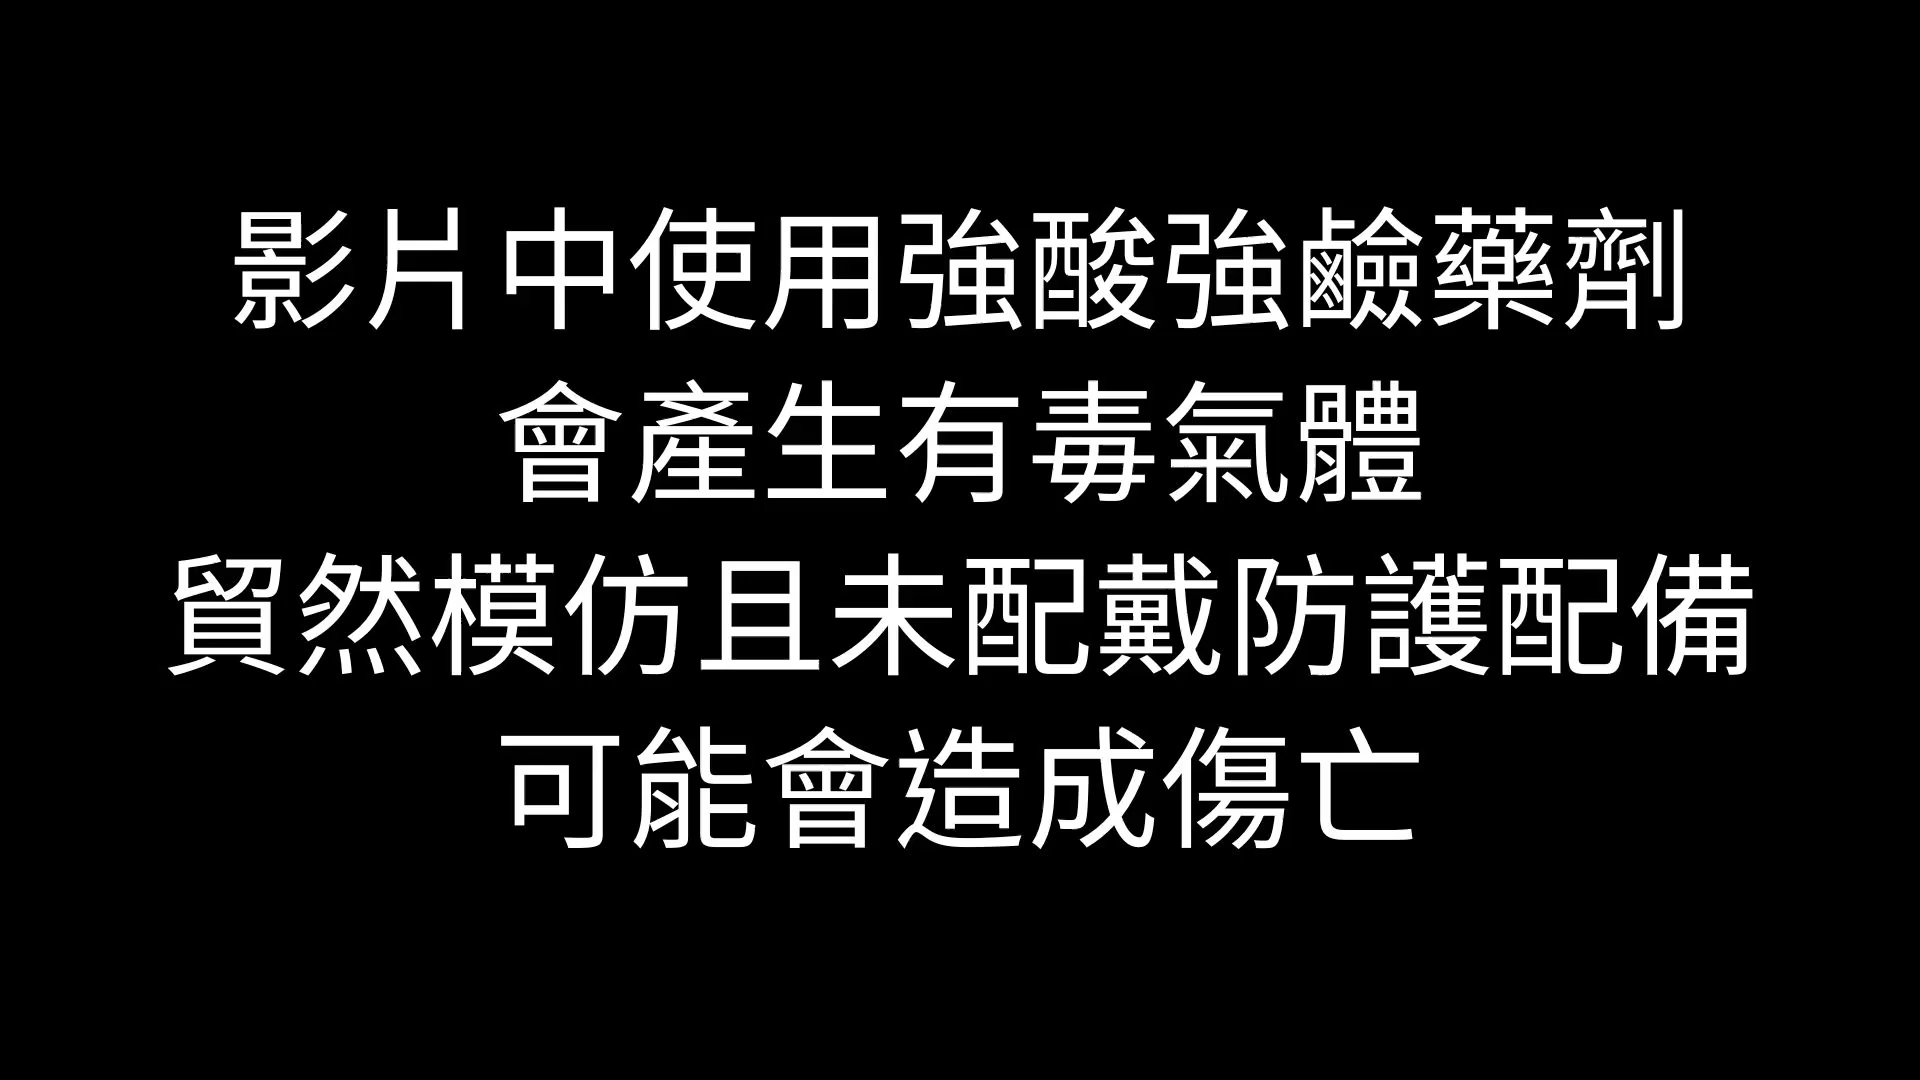 影片中使用強酸強鹼藥劑
會產生有毒氣體
貿然模仿且未配戴防護配備
可能會造成傷亡